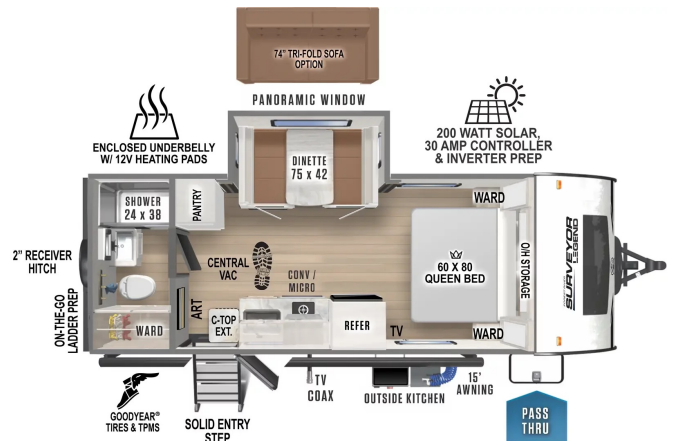 74" TRI-FOLD SOFA
OPTION
PANORAMIC WINDOW
ENCLOSED UNDERBELLY
W/ 12V HEATING PADS
200 WATT SOLAR,
30 AMP CONTROLLER
& INVERTER PREP
DINETTE
75 x 42
SHOWER
24 x 38
PANTRY
WARD
2" RECEIVER
HITCH
ON-THE-GO
LADDER PREP
CENTRAL
VAC
CONV /
MICRO
60 X 80
QUEEN BED
O/H STORAGE
SURVEYOR
LEGEND
ART
C-TOP
EXT.
REFER
TV
WARD
WARD
GOODYEAR®
TIRES & TPMS
SOLID ENTRY
STEP
TV
COAX
OUTSIDE KITCHEN
15'
AWNING
PASS
THRU